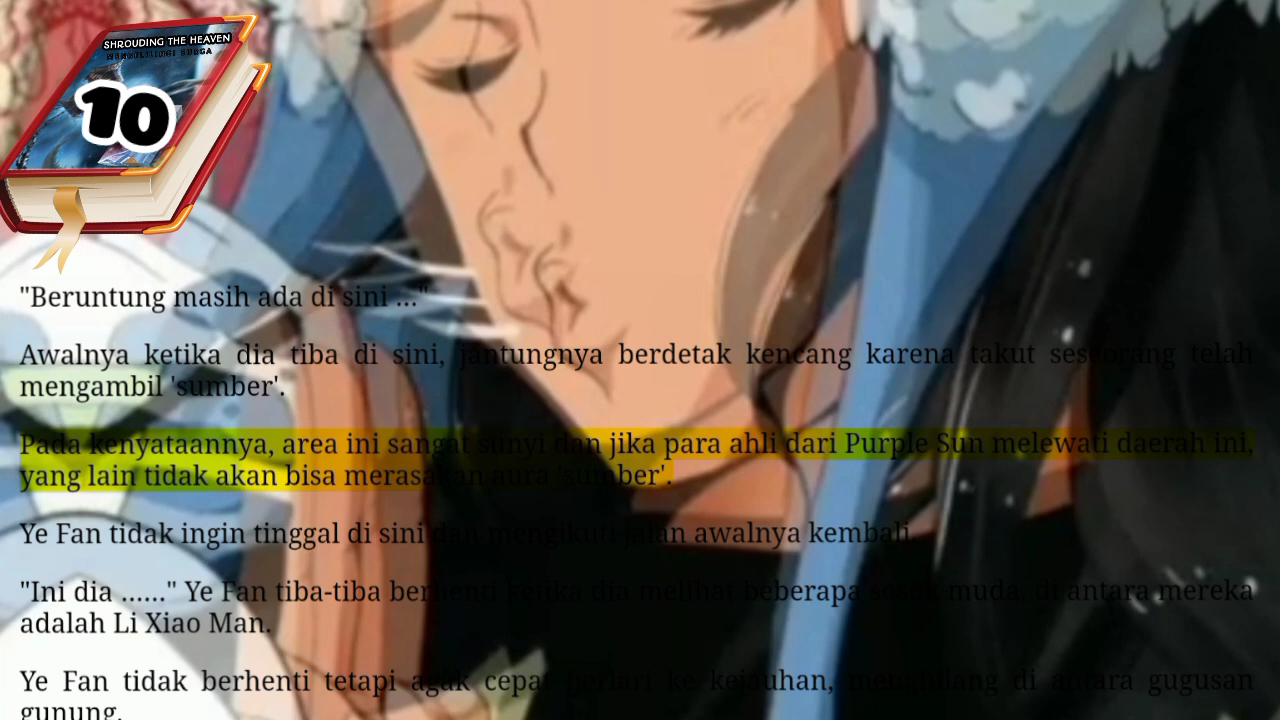 SHROUDING THE HEAVEN
MENGELILINGI SURGA
10
"Beruntung masih ada di sini ..."
Awalnya ketika dia tiba di sini, jantungnya berdetak kencang karena takut seseorang telah
mengambil 'sumber'.
Pada kenyataannya, area ini sangat sunyi dan jika para ahli dari Purple Sun melewati daerah ini,
yang lain tidak akan bisa merasakan aura 'sumber'.
Ye Fan tidak ingin tinggal di sini dan mengikuti jalan awalnya kembali.
"Ini dia ......" Ye Fan tiba-tiba berhenti ketika dia melihat beberapa sosok muda, di antara mereka
adalah Li Xiao Man.
Ye Fan tidak berhenti tetapi agak cepat berlari ke kejauhan, menghilang di antara gugusan
gunung.